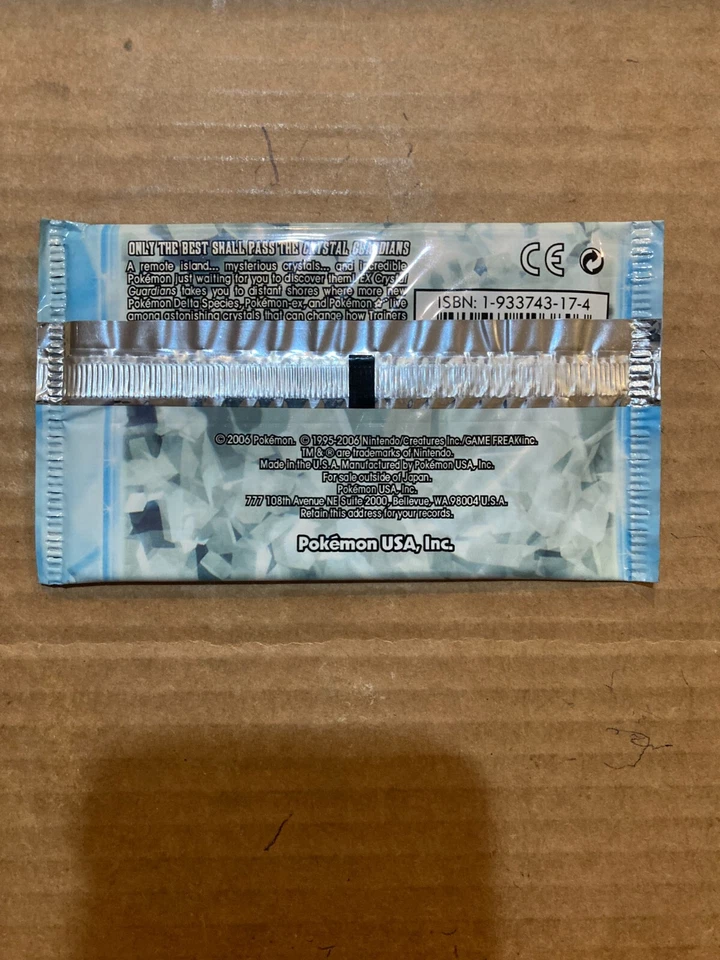 ONLY THE BEST SHALL PASS THE CRYSTAL GUARDIANS
A remote island... mysterious crystals... and incredible
Pokémon just waiting for you to discover them! EX Crystal
Guardians takes you to distant shores where more new
Pokémon Delta Species, Pokémon-ex, and Pokémon ☆ live
among astonishing crystals that can change how Trainers
CE
ISBN: 1-933743-17-4
© 2006 Pokémon. © 1995-2006 Nintendo/Creatures Inc./GAME FREAK inc.
TM & ® are trademarks of Nintendo.
Made in the U.S.A. Manufactured by Pokémon USA, Inc.
For sale outside of Japan.
Pokémon USA, Inc.
777 108th Avenue NE Suite 2000, Bellevue, WA 98004 U.S.A.
Retain this address for your records.
Pokémon USA, Inc.